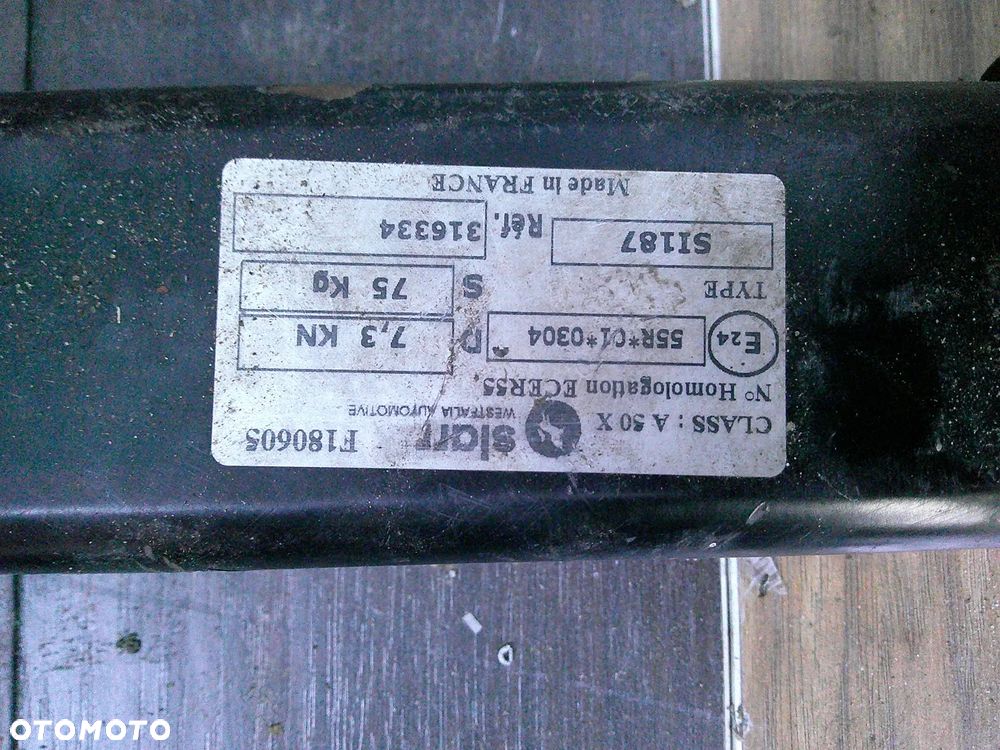 CLASS : A 50 X siarr F180605
WESTFALIA AUTOMOTIVE
N° Homologation ECER55
E24 55R*01*0304 D 7,3 KN
TYPE S 75 Kg
SI187 Réf. 316334
Made in FRANCE
OTOMOTO